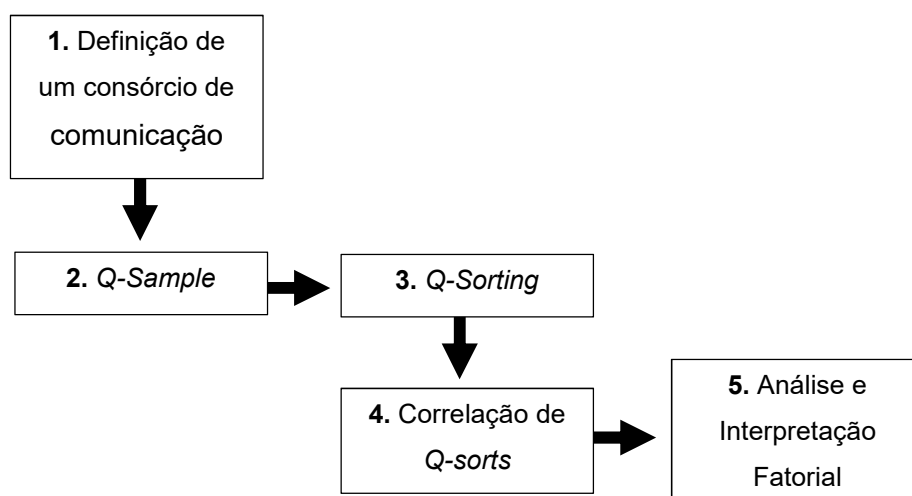 1. Definição de
um consórcio de
comunicação
2. Q-Sample
3. Q-Sorting
4. Correlação de
Q-sorts
5. Análise e
Interpretação
Fatorial